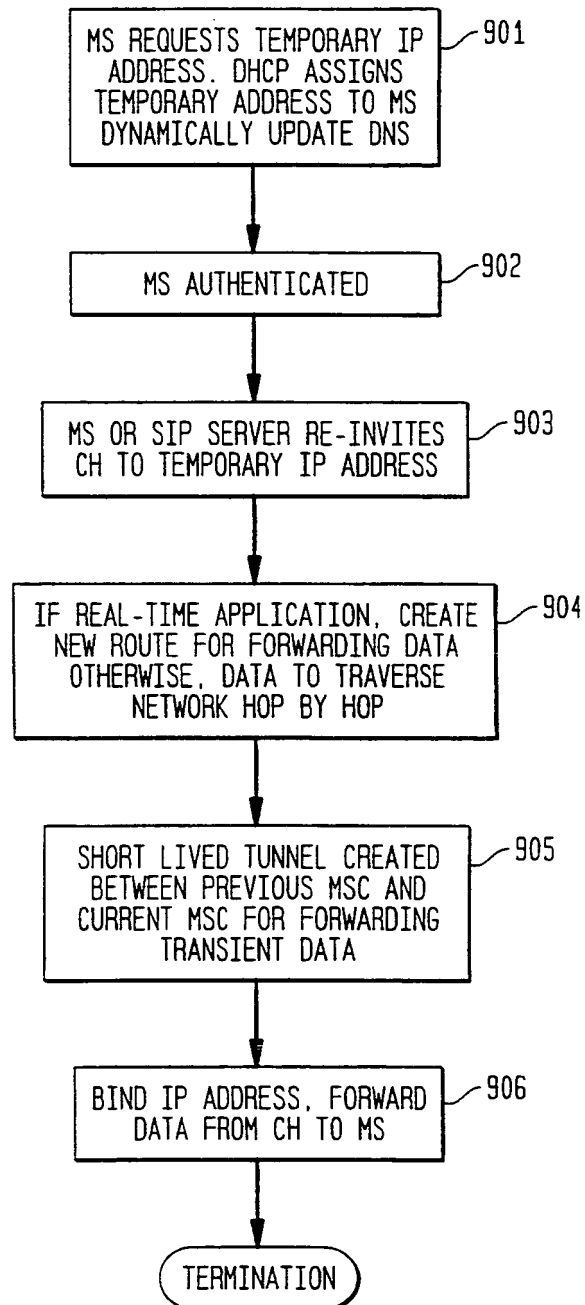 MS REQUESTS TEMPORARY IP
ADDRESS. DHCP ASSIGNS
TEMPORARY ADDRESS TO MS
DYNAMICALLY UPDATE DNS
901
MS AUTHENTICATED
902
MS OR SIP SERVER RE-INVITES
CH TO TEMPORARY IP ADDRESS
903
IF REAL-TIME APPLICATION, CREATE
NEW ROUTE FOR FORWARDING DATA
OTHERWISE, DATA TO TRAVERSE
NETWORK HOP BY HOP
904
SHORT LIVED TUNNEL CREATED
BETWEEN PREVIOUS MSC AND
CURRENT MSC FOR FORWARDING
TRANSIENT DATA
905
BIND IP ADDRESS, FORWARD
DATA FROM CH TO MS
906
TERMINATION